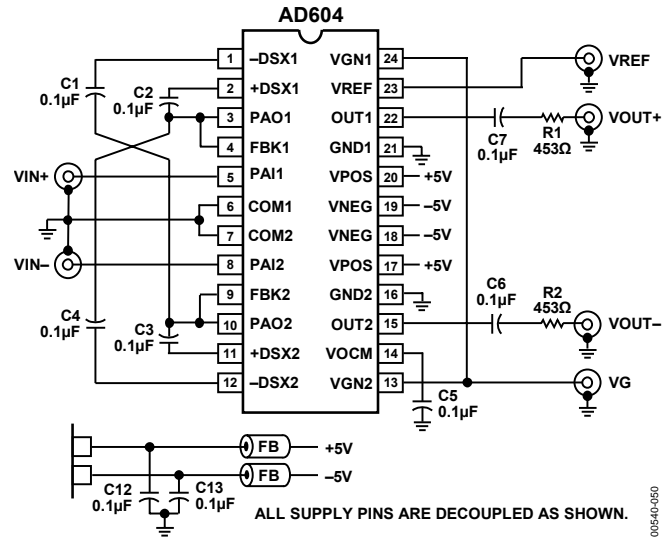 AD604
1 –DSX1
2 +DSX1
3 PAO1
4 FBK1
5 PAI1
6 COM1
7 COM2
8 PAI2
9 FBK2
10 PAO2
11 +DSX2
12 –DSX2
VGN1 24
VREF 23
OUT1 22
GND1 21
VPOS 20 +5V
VNEG 19 –5V
VNEG 18 –5V
VPOS 17 +5V
GND2 16
OUT2 15
VOCM 14
VGN2 13
C1
0.1µF
C2
0.1µF
VIN+
VIN–
C4
0.1µF
C3
0.1µF
VREF
VOUT+
C7
0.1µF
R1
453Ω
C6
0.1µF
R2
453Ω
VOUT–
VG
C5
0.1µF
FB +5V
FB –5V
C12
0.1µF
C13
0.1µF
ALL SUPPLY PINS ARE DECOUPLED AS SHOWN.
00540-050